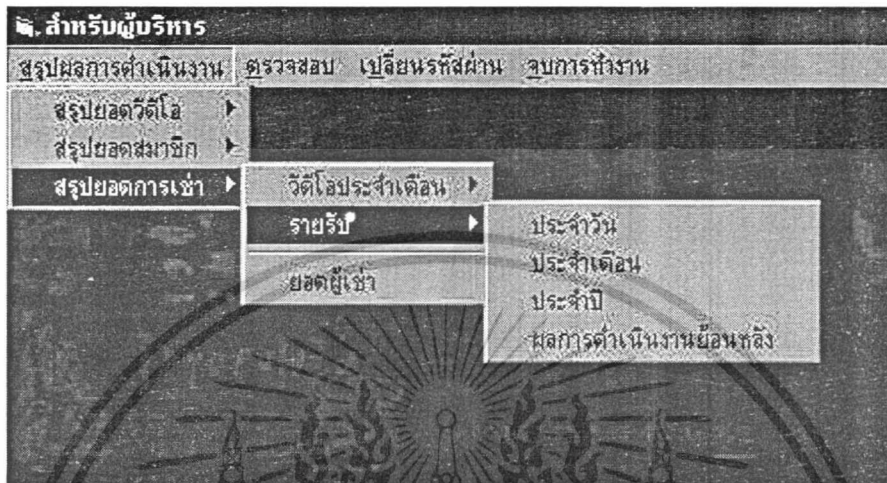 สำหรับผู้บริหาร
สรุปผลการดำเนินงาน ตรวจสอบ เปลี่ยนรหัสผ่าน จบการทำงาน
สรุปยอดวีดีโอ
สรุปยอดสมาชิก
สรุปยอดการเช่า
วีดีโอประจำเดือน
รายรับ
ยอดผู้เช่า
ประจำวัน
ประจำเดือน
ประจำปี
ผลการดำเนินงานย้อนหลัง